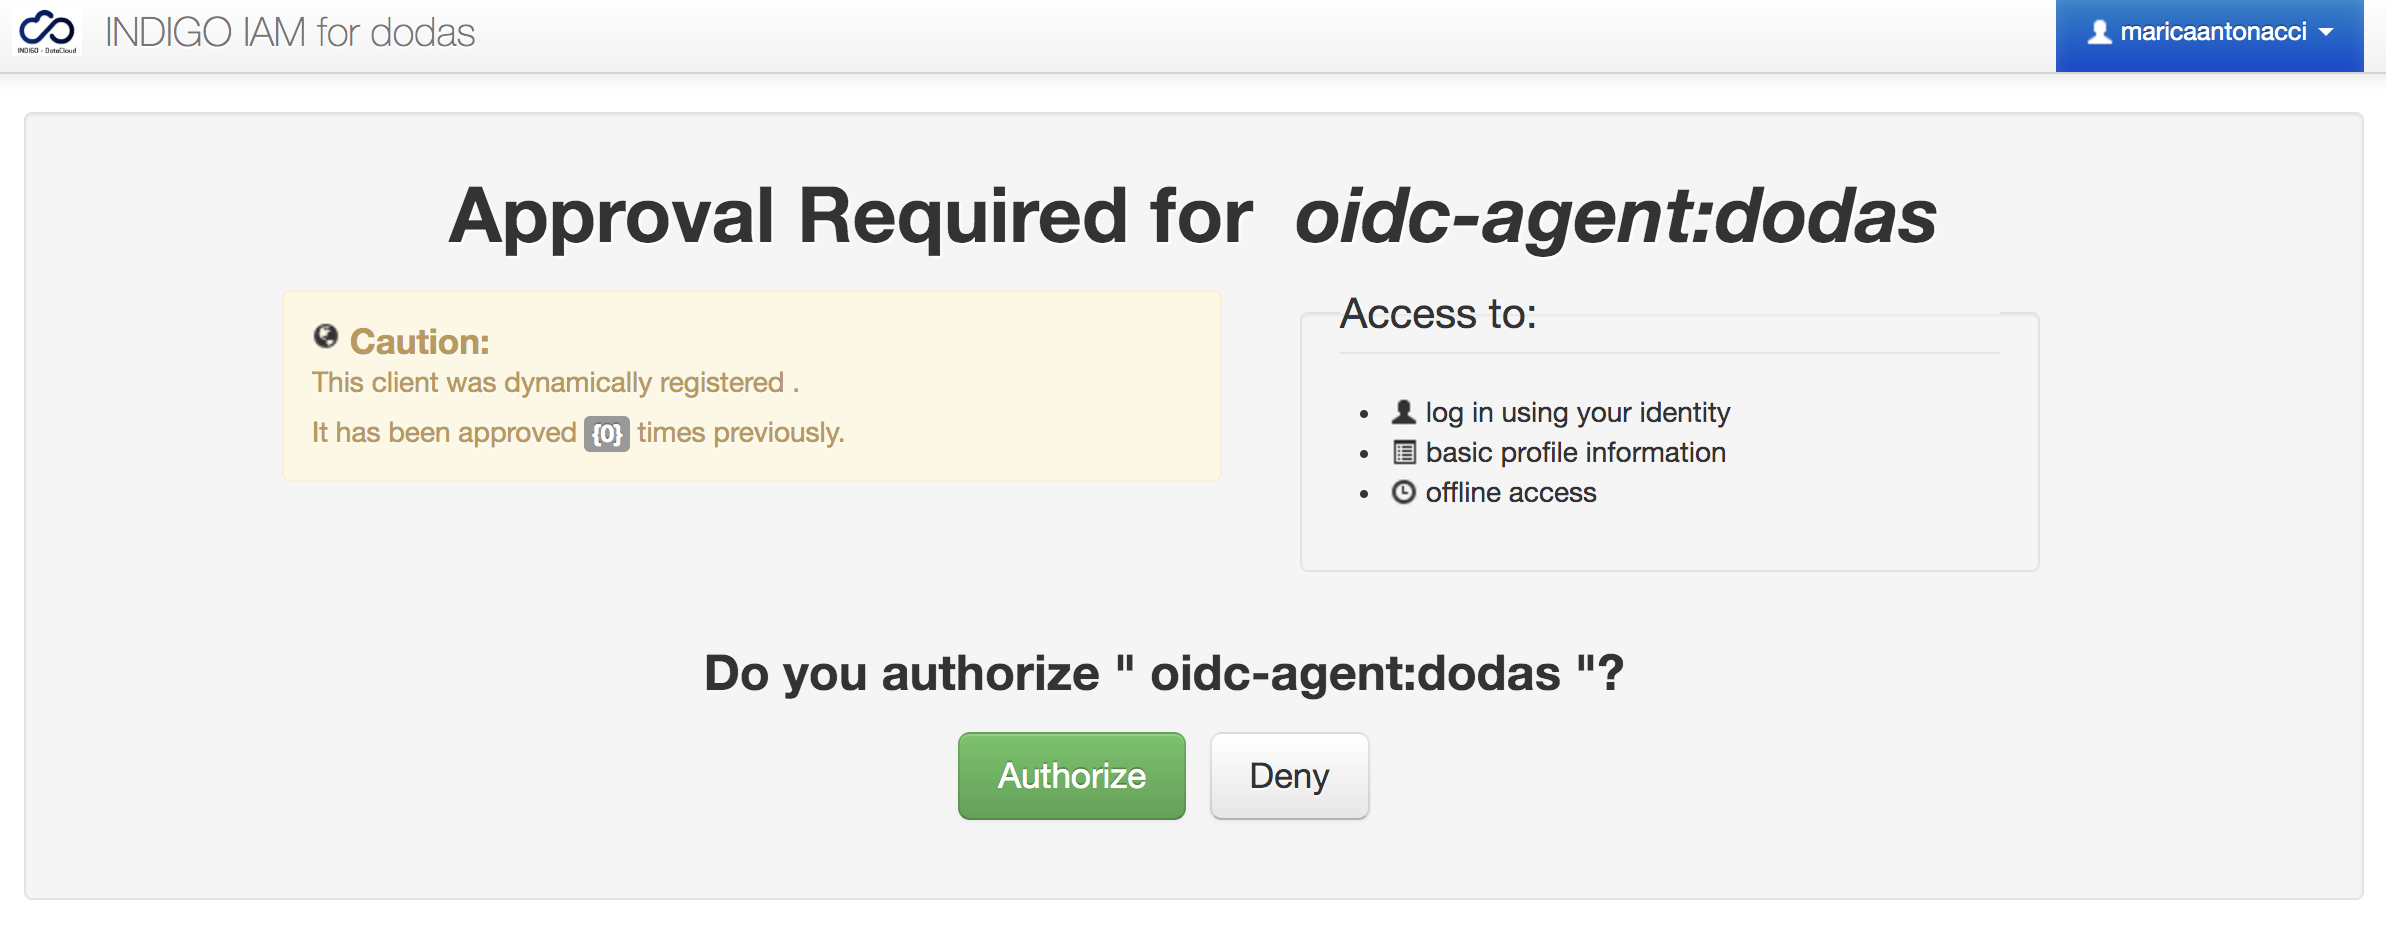 INDIGO - DataCloud
INDIGO IAM for dodas
maricaantonacci
Approval Required for oidc-agent:dodas
Caution:
This client was dynamically registered .
It has been approved {0} times previously.
Access to:
log in using your identity
basic profile information
offline access
Do you authorize " oidc-agent:dodas "?
Authorize
Deny